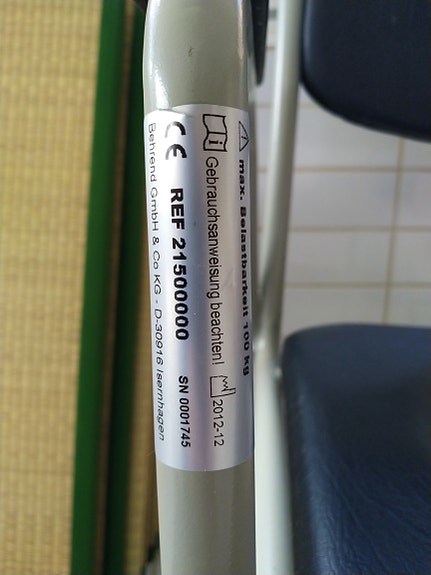 max. Belastbarkeit 100 kg
Gebrauchsanweisung beachten! 2012-12
CE REF 21500000 SN 0001745
Behrend GmbH & Co KG - D-30916 Isernhagen